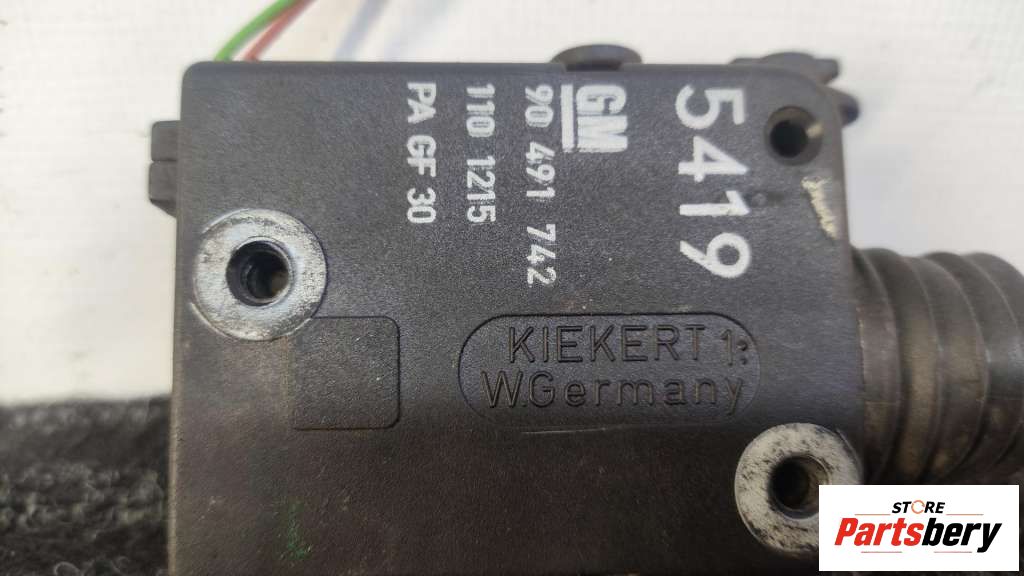 5419
GM
90 491 742
110 1215
PA GF 30
KIEKERT 1:
W.Germany
STORE
Partsbery